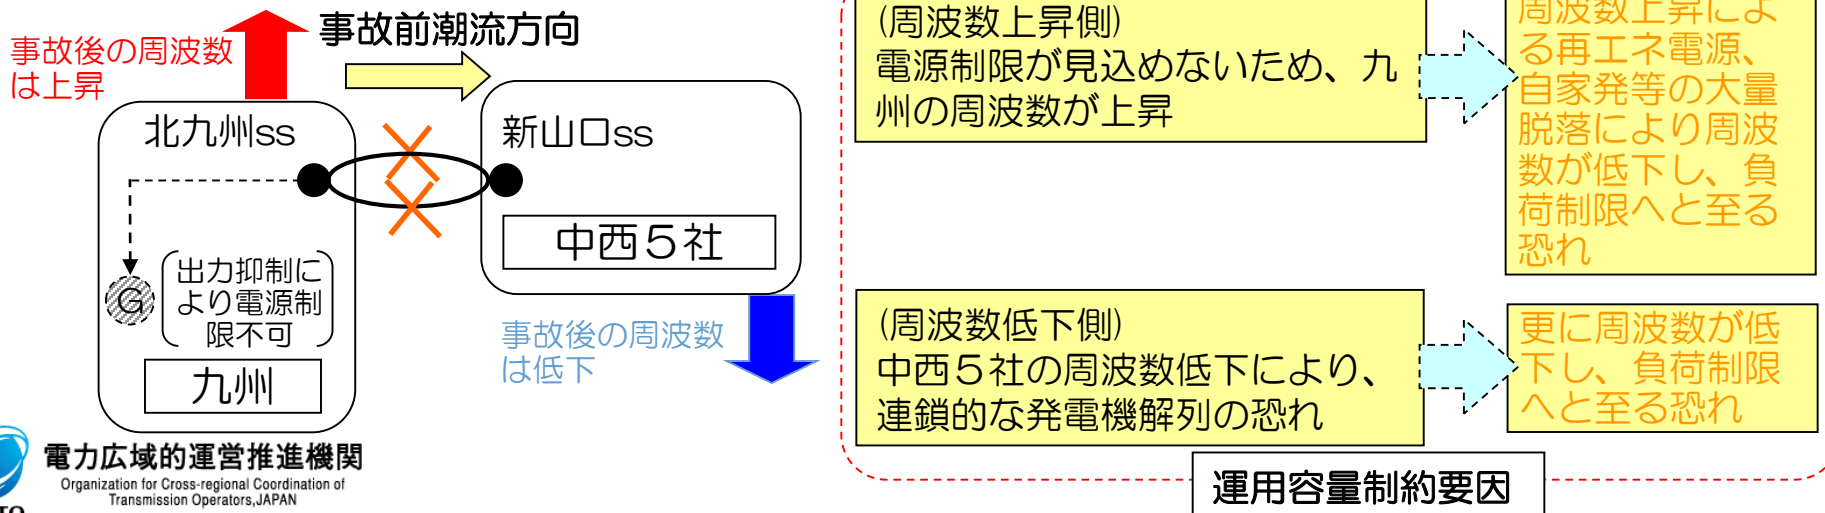 事故後の周波数
は上昇
事故前潮流方向
北九州ss
新山口ss
中西５社
G
出力抑制に
より電源制
限不可
九州
事故後の周波数
は低下
(周波数上昇側)
電源制限が見込めないため、九
州の周波数が上昇
周波数上昇によ
る再エネ電源、
自家発等の大量
脱落により周波
数が低下し、負
荷制限へと至る
恐れ
(周波数低下側)
中西５社の周波数低下により、
連鎖的な発電機解列の恐れ
更に周波数が低
下し、負荷制限
へと至る恐れ
運用容量制約要因
電力広域的運営推進機関
Organization for Cross-regional Coordination of
Transmission Operators,JAPAN